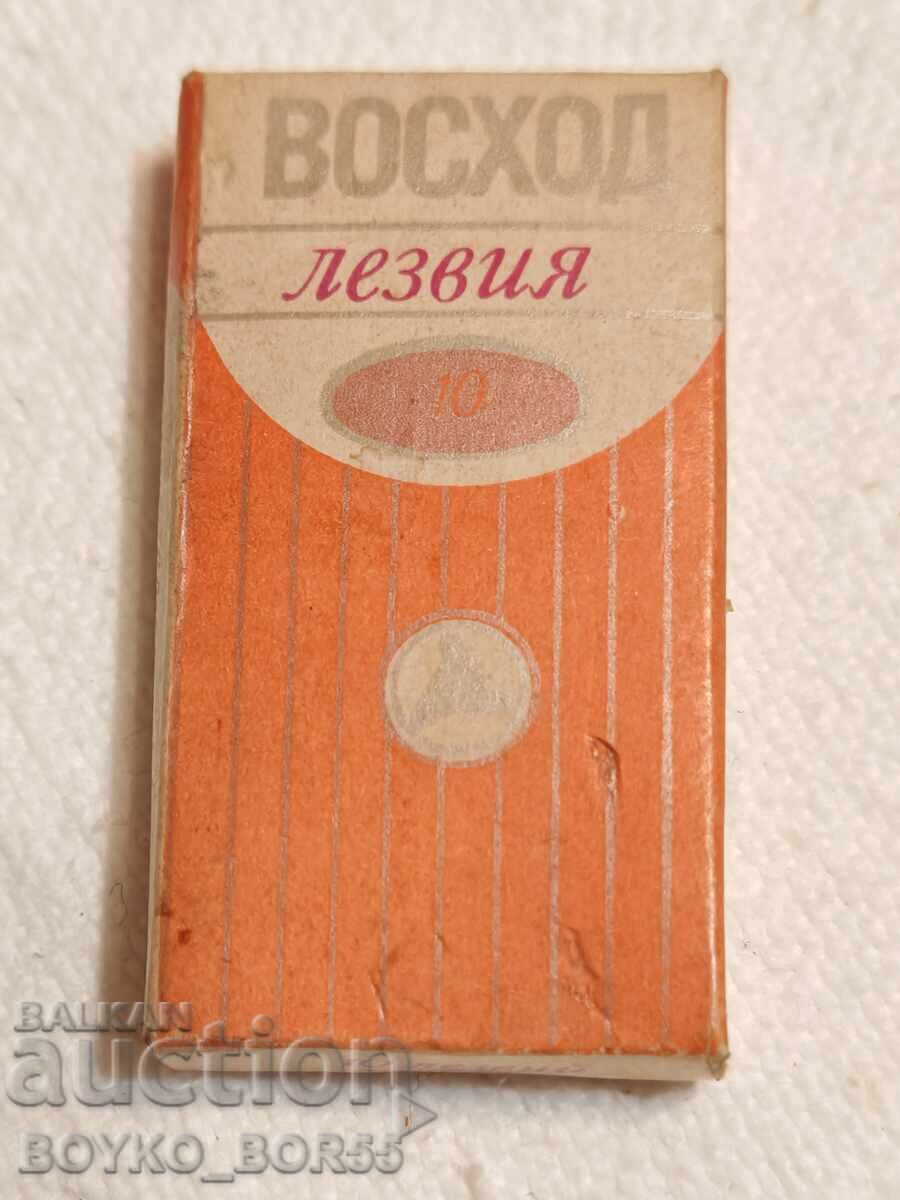 ВОСХОД
лезвия
10
BALKAN
auction
BOYKO_BOR55